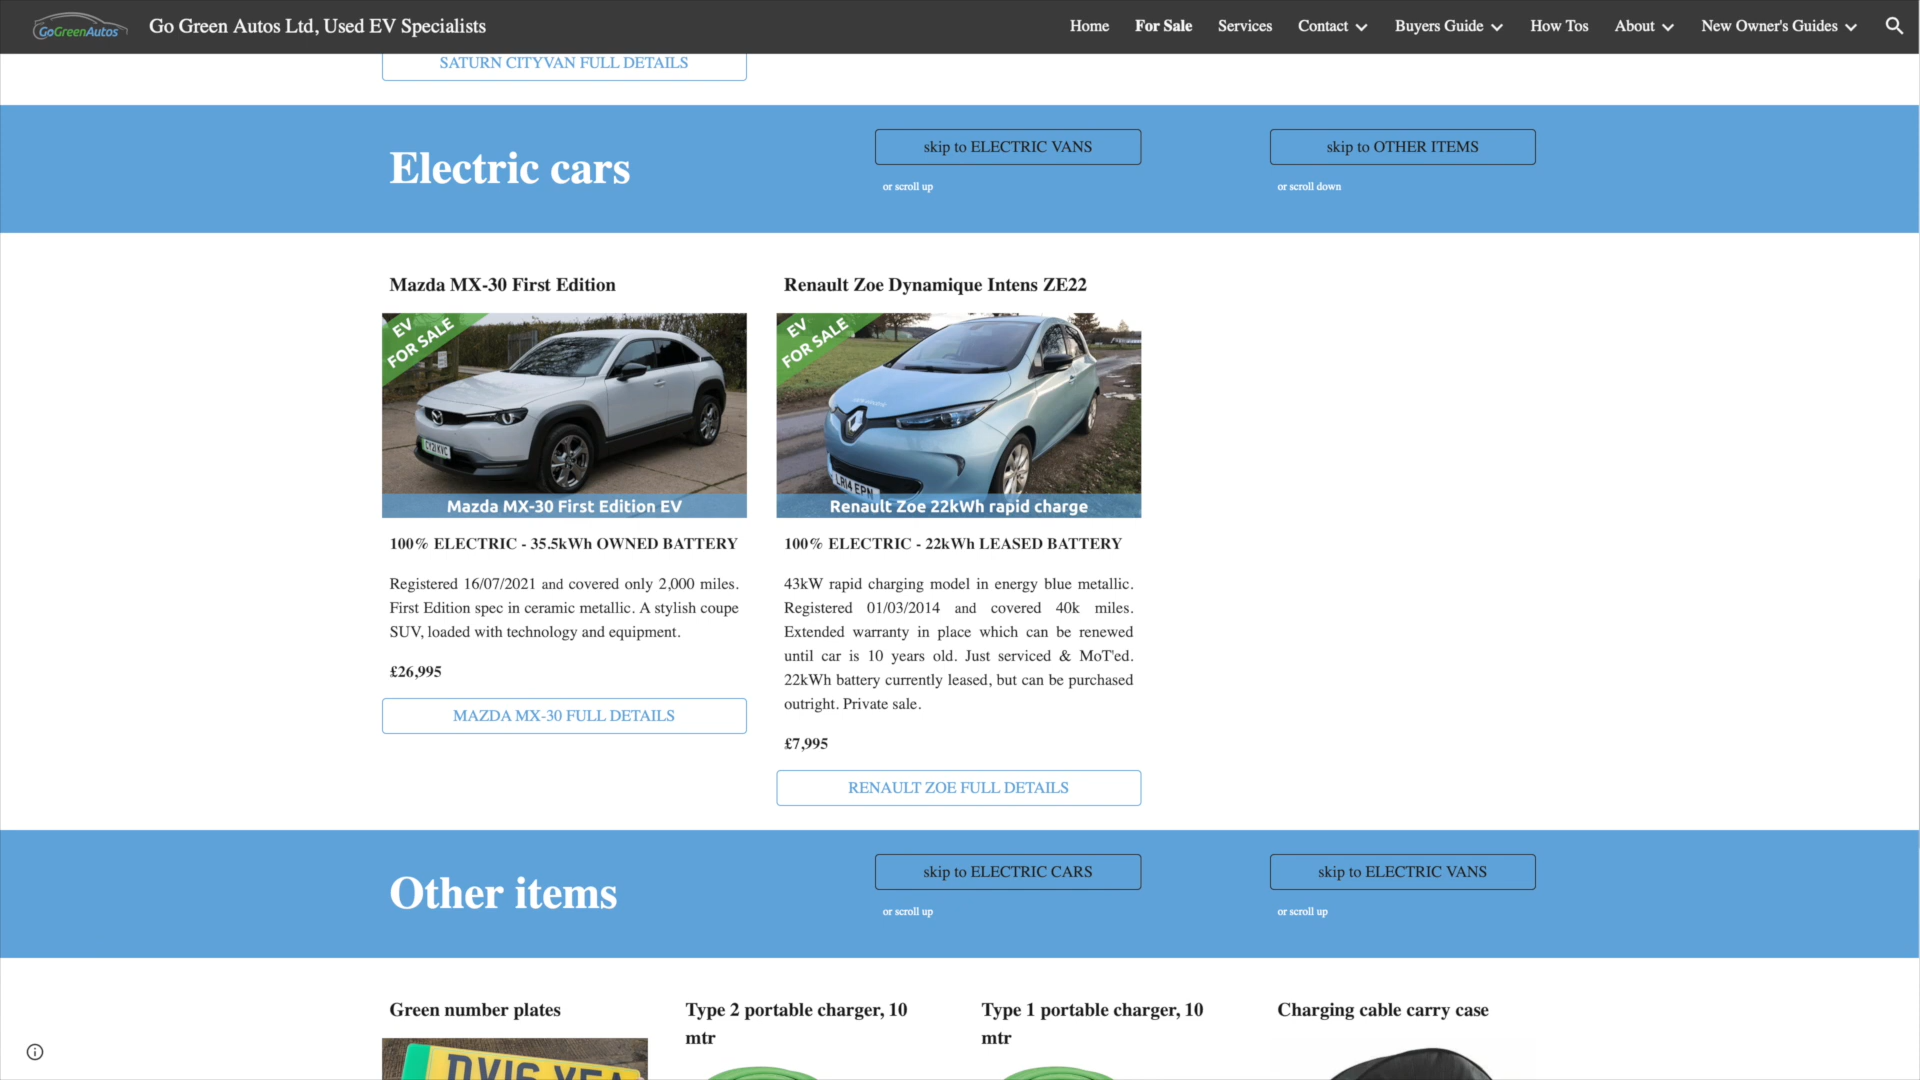 GoGreenAutos
Go Green Autos Ltd, Used EV Specialists
Home
For Sale
Services
Contact
Buyers Guide
How Tos
About
New Owner's Guides
SATURN CITYVAN FULL DETAILS
Electric cars
skip to ELECTRIC VANS
or scroll up
skip to OTHER ITEMS
or scroll down
Mazda MX-30 First Edition
EV
FOR SALE
Mazda MX-30 First Edition EV
100% ELECTRIC - 35.5kWh OWNED BATTERY
Registered 16/07/2021 and covered only 2,000 miles.
First Edition spec in ceramic metallic. A stylish coupe
SUV, loaded with technology and equipment.
£26,995
MAZDA MX-30 FULL DETAILS
Renault Zoe Dynamique Intens ZE22
EV
FOR SALE
LR14 EPN
Renault Zoe 22kWh rapid charge
100% ELECTRIC - 22kWh LEASED BATTERY
43kW rapid charging model in energy blue metallic.
Registered 01/03/2014 and covered 40k miles.
Extended warranty in place which can be renewed
until car is 10 years old. Just serviced & MoT'ed.
22kWh battery currently leased, but can be purchased
outright. Private sale.
£7,995
RENAULT ZOE FULL DETAILS
Other items
skip to ELECTRIC CARS
or scroll up
skip to ELECTRIC VANS
or scroll up
Green number plates
Type 2 portable charger, 10
mtr
Type 1 portable charger, 10
mtr
Charging cable carry case